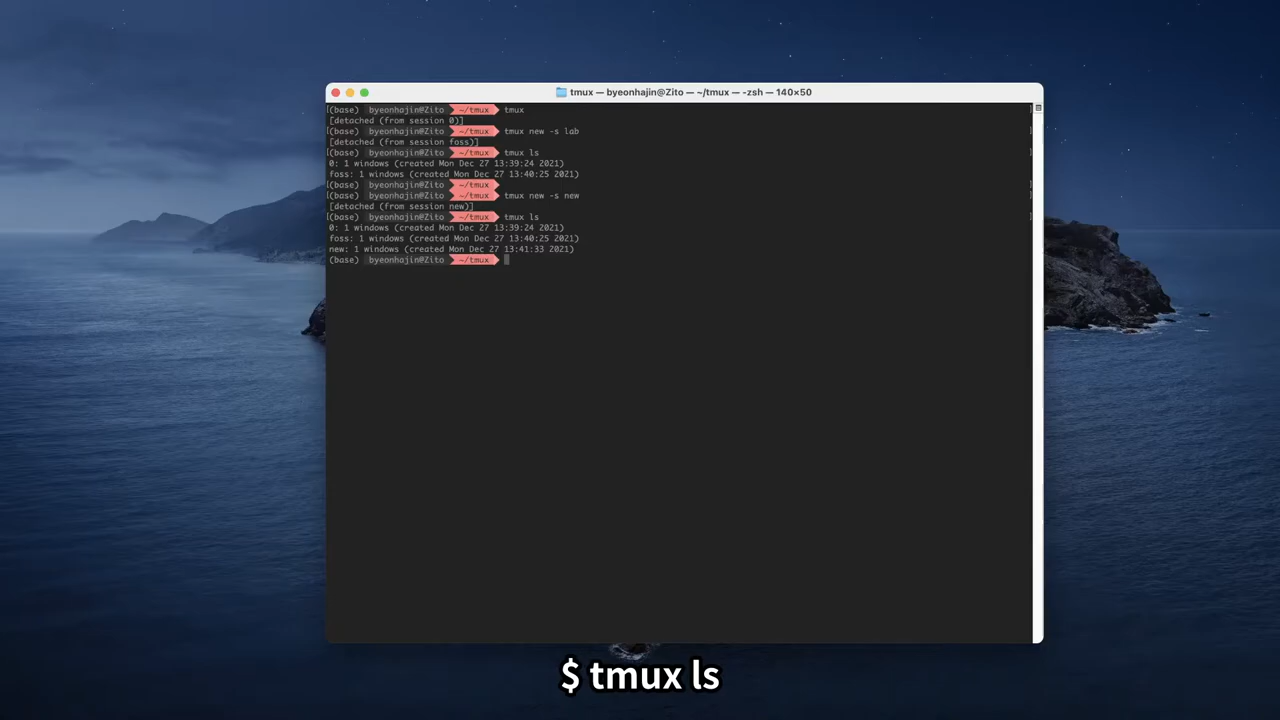 tmux — byeonhajin@Zito — ~/tmux — -zsh — 140×50
(base) byeonhajin@Zito ~/tmux tmux
[detached (from session 0)]
(base) byeonhajin@Zito ~/tmux tmux new -s lab
[detached (from session foss)]
(base) byeonhajin@Zito ~/tmux tmux ls
0: 1 windows (created Mon Dec 27 13:39:24 2021)
foss: 1 windows (created Mon Dec 27 13:40:25 2021)
(base) byeonhajin@Zito ~/tmux
(base) byeonhajin@Zito ~/tmux tmux new -s new
[detached (from session new)]
(base) byeonhajin@Zito ~/tmux tmux ls
0: 1 windows (created Mon Dec 27 13:39:24 2021)
foss: 1 windows (created Mon Dec 27 13:40:25 2021)
new: 1 windows (created Mon Dec 27 13:41:33 2021)
(base) byeonhajin@Zito ~/tmux
$ tmux ls